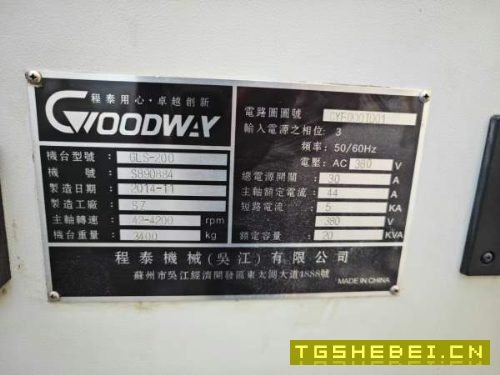 程泰用心·卓越創新
GOODWAY
機台型號：GLS-200
機 號：S890884
製造日期：2014-11
製造工廠：SZ
主軸轉速：42-4200 rpm
機台重量：3400 kg
電路圖圖號
輸入電源之相位：3
頻率：50/60Hz
電壓：AC 380 V
總電源開關：30 A
主軸額定電流：44 A
短路電流：5 KA
380 V
額定容量：20 KVA
程泰機械(吳江)有限公司
蘇州市吳江經濟開發區東太湖大道4888號
MADE IN CHINA
TGSHEBEI.CN